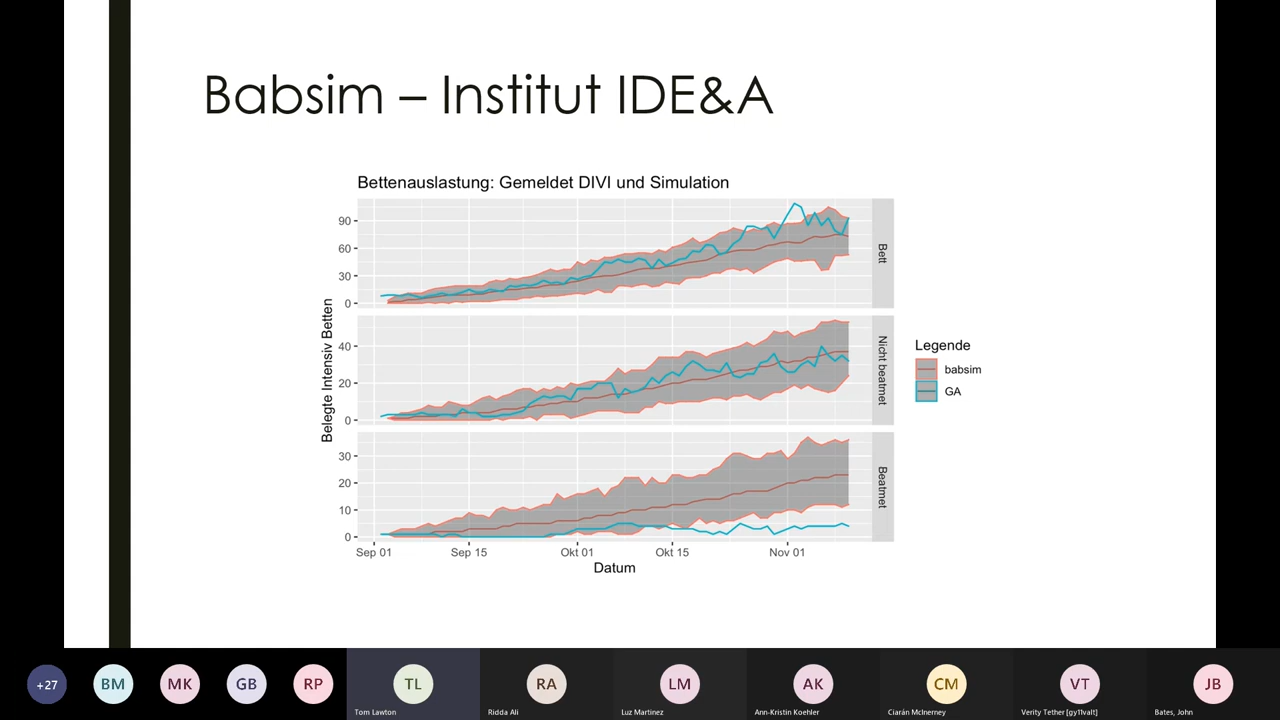 Babsim – Institut IDE&A
Bettenauslastung: Gemeldet DIVI und Simulation
Belegte Intensiv Betten
90
60
30
0
Bett
40
20
0
Nicht beatmet
30
20
10
0
Beatmet
Sep 01
Sep 15
Okt 01
Okt 15
Nov 01
Datum
Legende
babsim
GA
+27
BM
MK
GB
RP
TL
Tom Lawton
RA
Ridda Ali
LM
Luz Martinez
AK
Ann-Kristin Koehler
CM
Ciarán McInerney
VT
Verity Tether [gy11valt]
JB
Bates, John